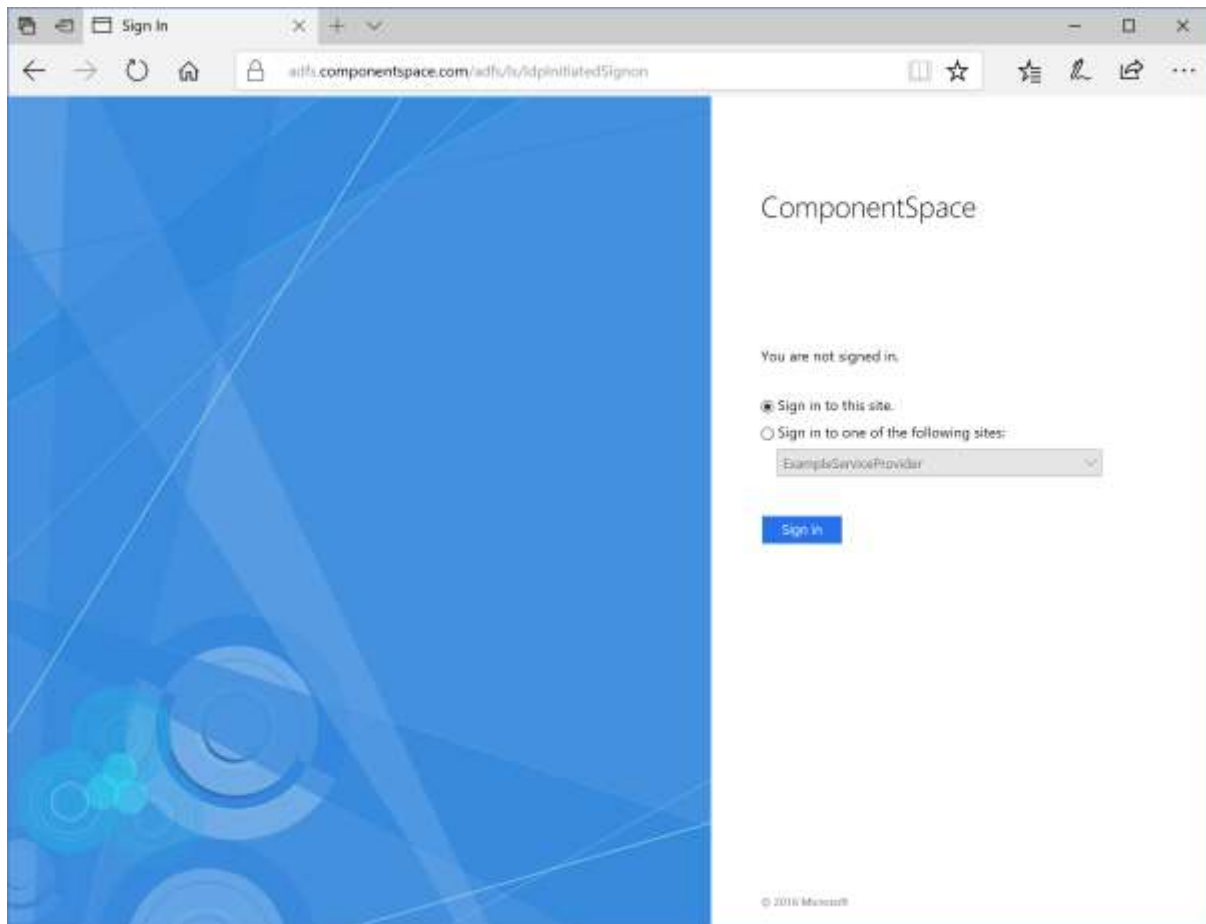 Sign In
adfs.componentspace.com/adfs/ls/IdpInitiatedSignon
ComponentSpace
You are not signed in.
Sign in to this site.
Sign in to one of the following sites:
ExampleServiceProvider
Sign in
© 2016 Microsoft